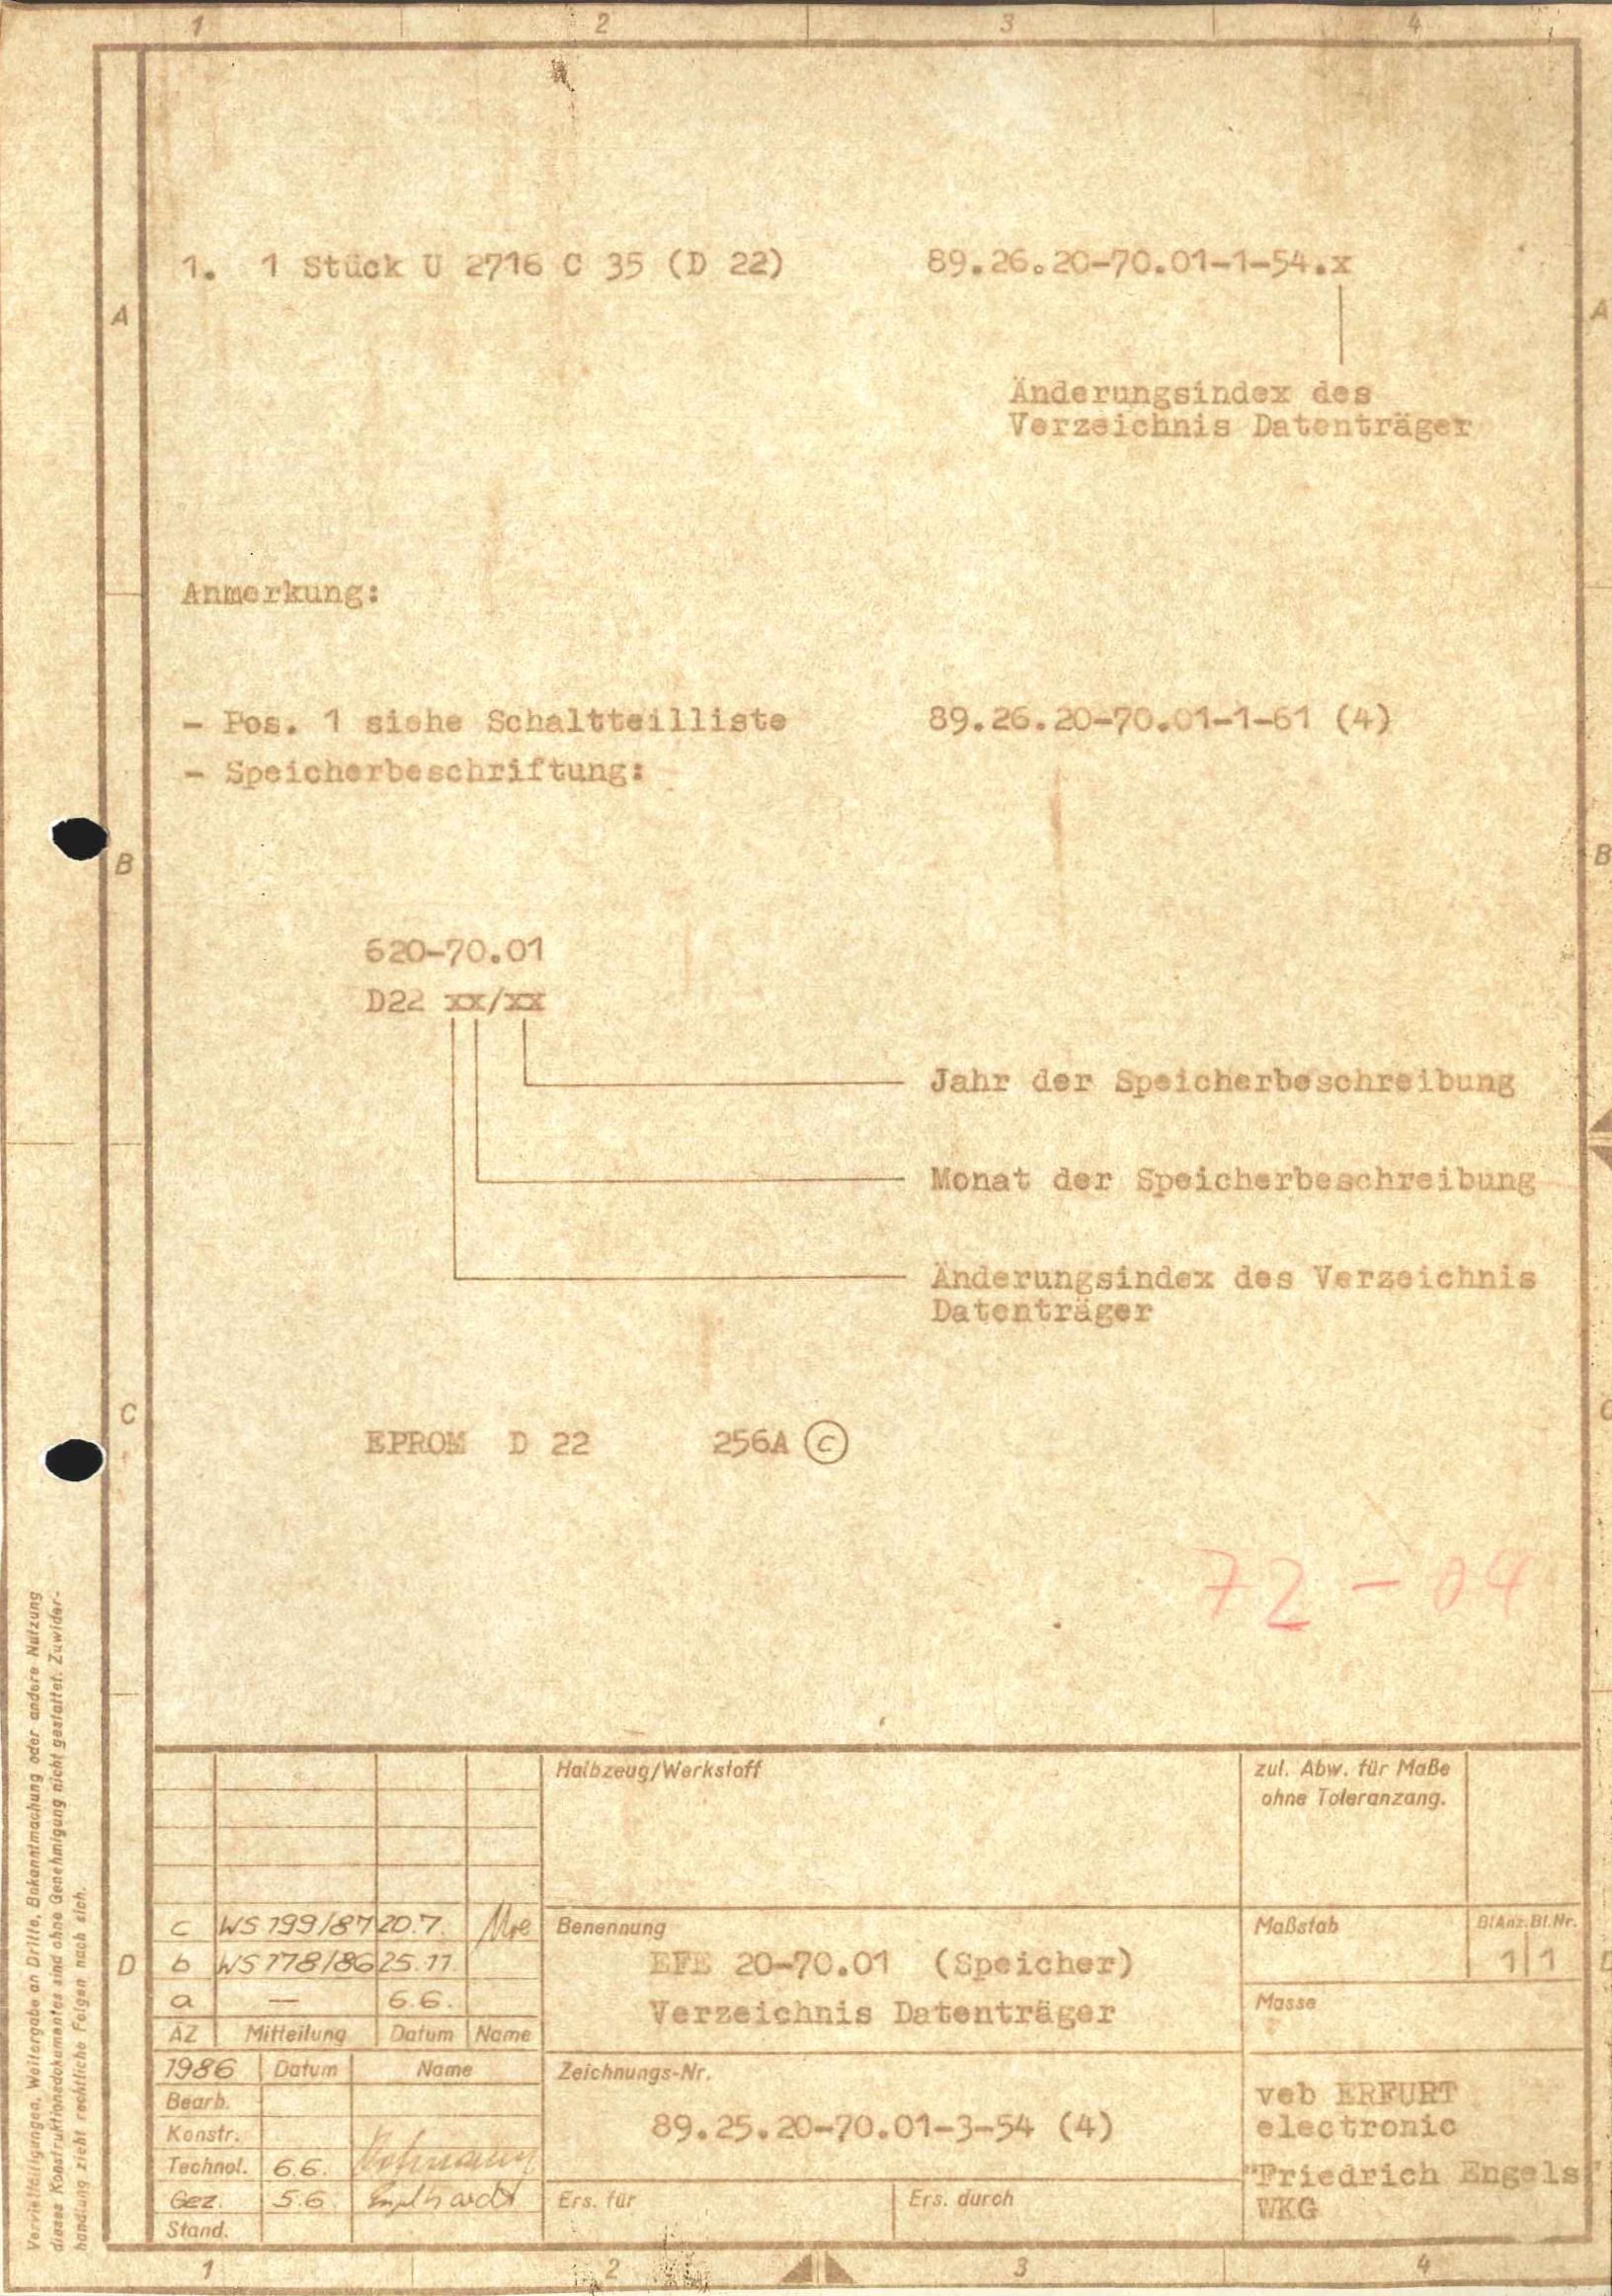 1 2 3 4
1. 1 Stück U 2716 C 35 (D 22) 89.26.20-70.01-1-54.x
A A
Änderungsindex des
Verzeichnis Datenträger
Anmerkung:
- Pos. 1 siehe Schaltteilliste 89.26.20-70.01-1-61 (4)
- Speicherbeschriftung:
B B
620-70.01
D22 xx/xx
Jahr der Speicherbeschreibung
Monat der Speicherbeschreibung
Änderungsindex des Verzeichnis
Datenträger
C C
EPROM D 22 256A c
72-04
Vervielfältigungen, Weitergabe an Dritte, Bekanntmachung oder andere Nutzung
dieses Konstruktionsdokumentes sind ohne Genehmigung nicht gestattet. Zuwider-
handlung zieht rechtliche Folgen nach sich.
Halbzeug/Werkstoff
zul. Abw. für Maße
ohne Toleranzang.
c WS 199/87 20.7.
b WS 178/86 25.11.
a — 6.6.
ÄZ Mitteilung Datum Name
D D
Benennung
EFE 20-70.01 (Speicher)
Verzeichnis Datenträger
Maßstab
Bl.Anz. Bl.Nr.
1 1
Masse
1986 Datum Name
Bearb.
Konstr.
Technol. 6.6.
Gez. 5.6. Engelhardt
Stand.
Zeichnungs-Nr.
89.25.20-70.01-3-54 (4)
Ers. für
Ers. durch
veb ERFURT
electronic
"Friedrich Engels"
WKG
1 2 3 4